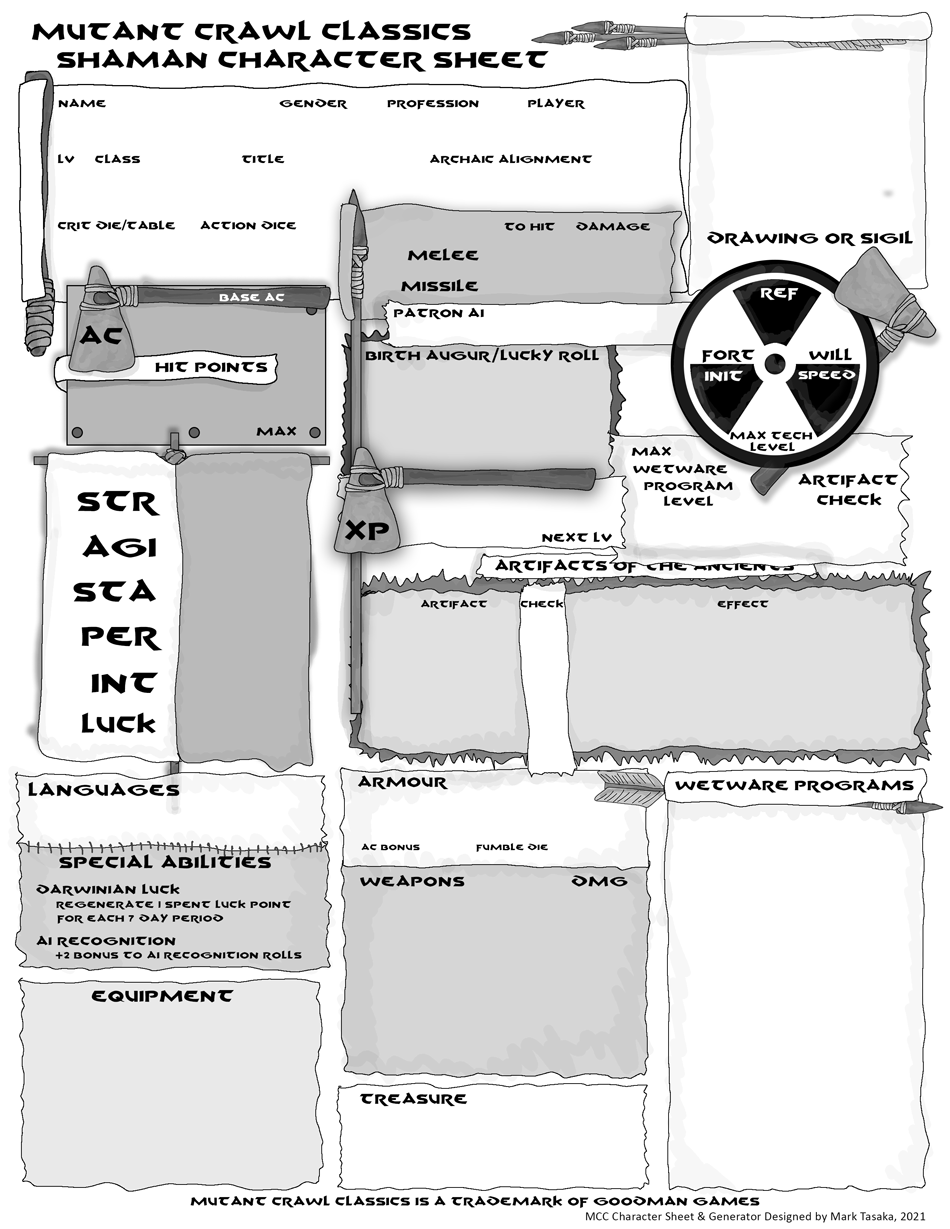 MUTANT CRAWL CLASSICS
SHAMAN CHARACTER SHEET
NAME GENDER PROFESSION PLAYER
LV CLASS TITLE ARCHAIC ALIGNMENT
CRIT DIE/TABLE ACTION DICE
TO HIT DAMAGE
MELEE
MISSILE
DRAWING OR SIGIL
BASE AC
AC
HIT POINTS
MAX
PATRON AI
BIRTH AUGUR/LUCKY ROLL
REF
FORT WILL
INIT SPEED
MAX TECH
LEVEL
MAX
WETWARE
PROGRAM
LEVEL
ARTIFACT
CHECK
XP
NEXT LV
STR
AGI
STA
PER
INT
LUCK
ARTIFACTS OF THE ANCIENTS
ARTIFACT CHECK EFFECT
LANGUAGES
SPECIAL ABILITIES
DARWINIAN LUCK
REGENERATE 1 SPENT LUCK POINT
FOR EACH 7 DAY PERIOD
AI RECOGNITION
+2 BONUS TO AI RECOGNITION ROLLS
EQUIPMENT
ARMOUR
AC BONUS FUMBLE DIE
WEAPONS DMG
TREASURE
WETWARE PROGRAMS
MUTANT CRAWL CLASSICS IS A TRADEMARK OF GOODMAN GAMES
MCC Character Sheet & Generator Designed by Mark Tasaka, 2021